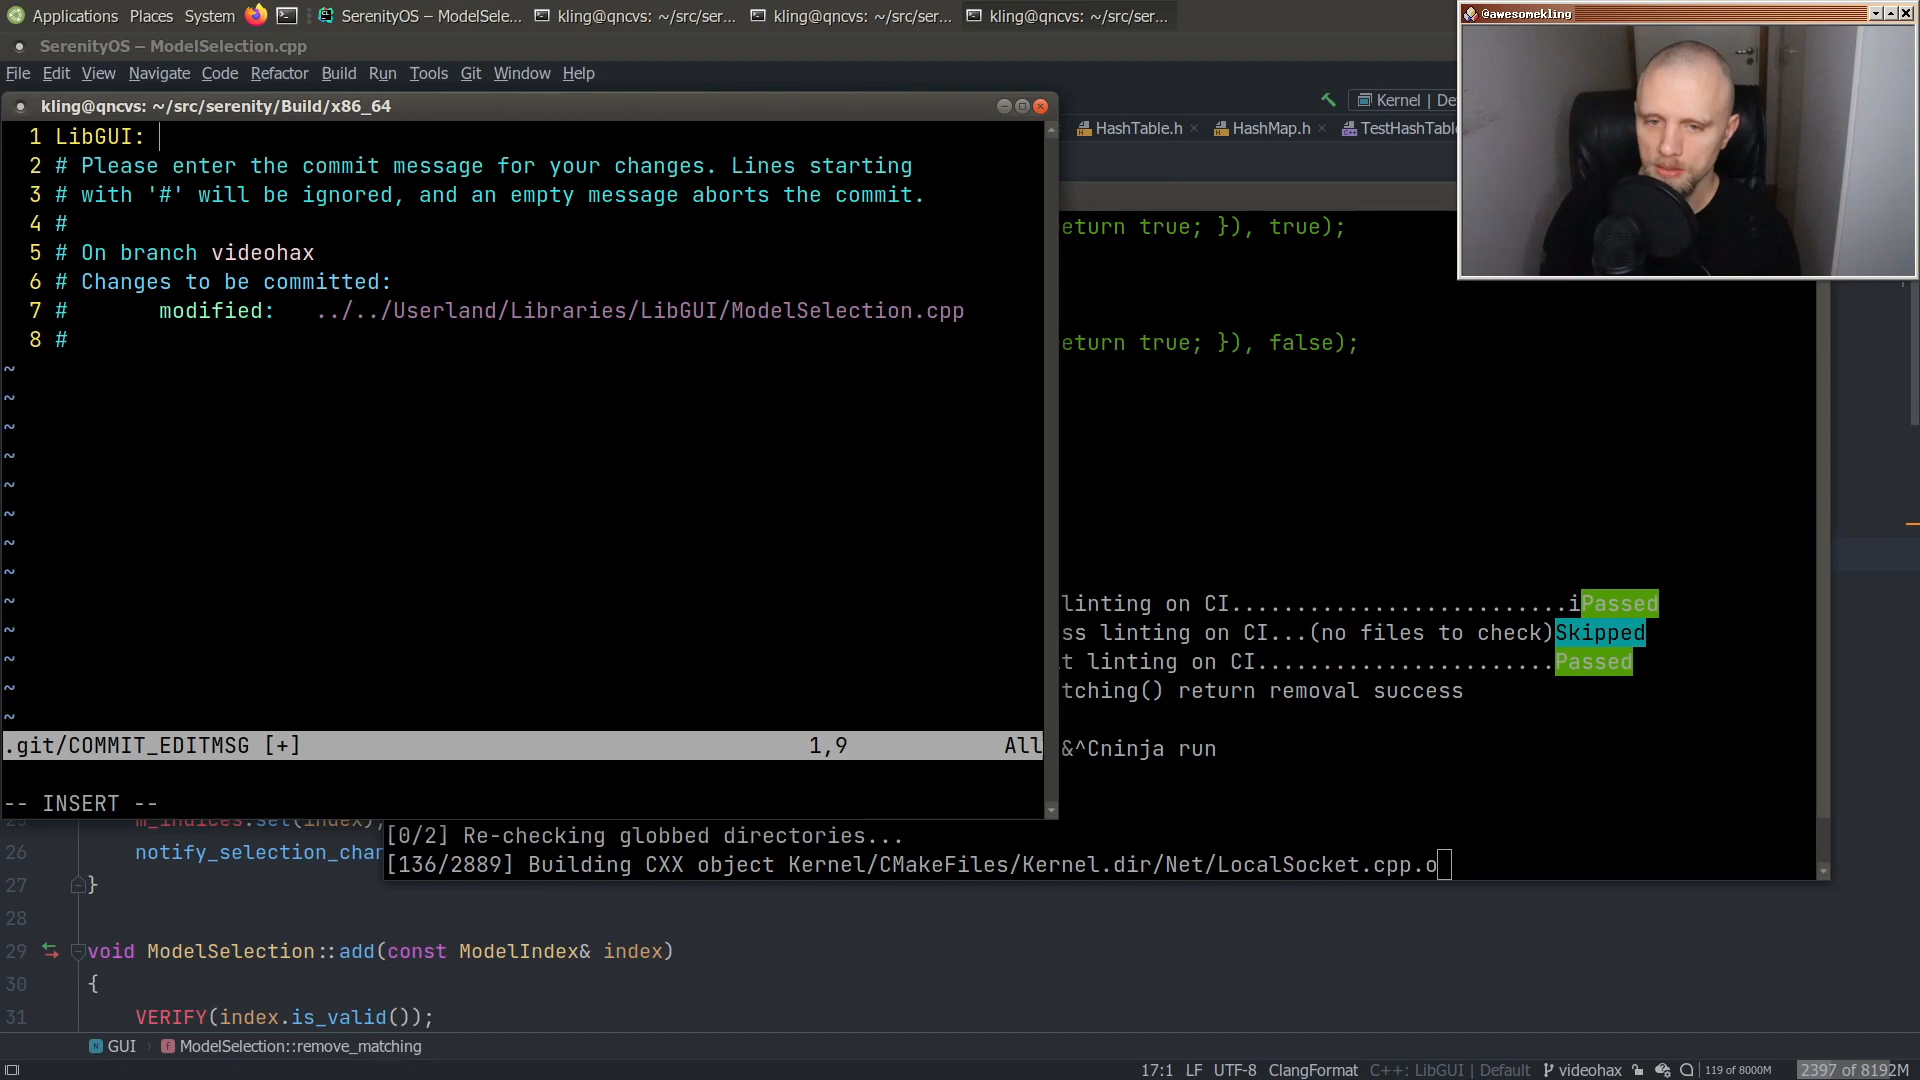 Applications Places System SerenityOS – ModelSele... kling@qncvs: ~/src/ser... kling@qncvs: ~/src/ser... kling@qncvs: ~/src/ser...
@awesomekling
SerenityOS – ModelSelection.cpp
File Edit View Navigate Code Refactor Build Run Tools Git Window Help
kling@qncvs: ~/src/serenity/Build/x86_64
Kernel | De
HashTable.h HashMap.h TestHashTabl
1 LibGUI:
2 # Please enter the commit message for your changes. Lines starting
3 # with '#' will be ignored, and an empty message aborts the commit.
4 #
5 # On branch videohax
6 # Changes to be committed:
7 # modified: ../../Userland/Libraries/LibGUI/ModelSelection.cpp
8 #
~
~
~
~
~
~
~
~
~
~
~
~
~
.git/COMMIT_EDITMSG [+] 1,9 All
-- INSERT --
eturn true; }), true);
eturn true; }), false);
linting on CI..........................iPassed
ss linting on CI...(no files to check)Skipped
t linting on CI.......................Passed
tching() return removal success
&^Cninja run
[0/2] Re-checking globbed directories...
[136/2889] Building CXX object Kernel/CMakeFiles/Kernel.dir/Net/LocalSocket.cpp.o
25 m_indices.set(index);
26 notify_selection_char
27 }
28
29 void ModelSelection::add(const ModelIndex& index)
30 {
31 VERIFY(index.is_valid());
GUI ModelSelection::remove_matching
17:1 LF UTF-8 ClangFormat C++: LibGUI | Default videohax 119 of 8000M 2397 of 8192M